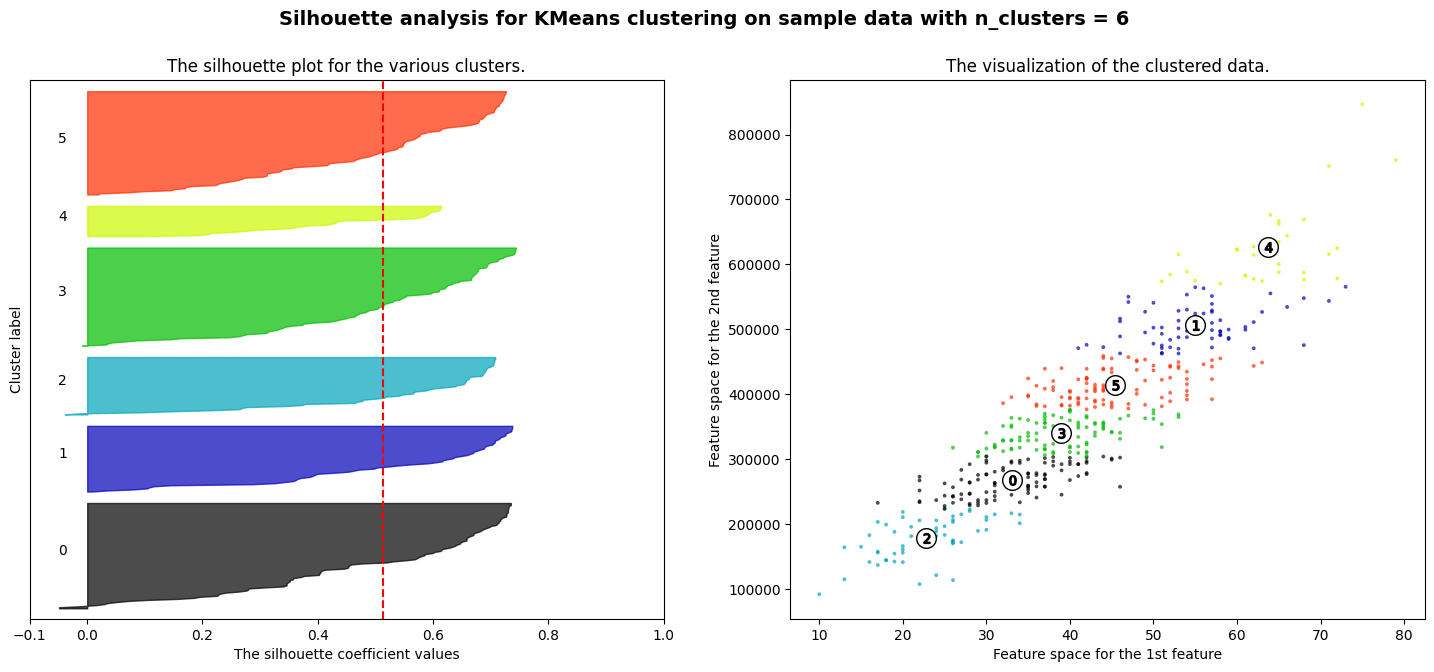 Silhouette analysis for KMeans clustering on sample data with n_clusters = 6
The silhouette plot for the various clusters.
5
4
3
2
1
0
Cluster label
−0.1 0.0 0.2 0.4 0.6 0.8 1.0
The silhouette coefficient values
The visualization of the clustered data.
800000
700000
600000
500000
400000
300000
200000
100000
Feature space for the 2nd feature
4
1
5
3
0
2
10 20 30 40 50 60 70 80
Feature space for the 1st feature